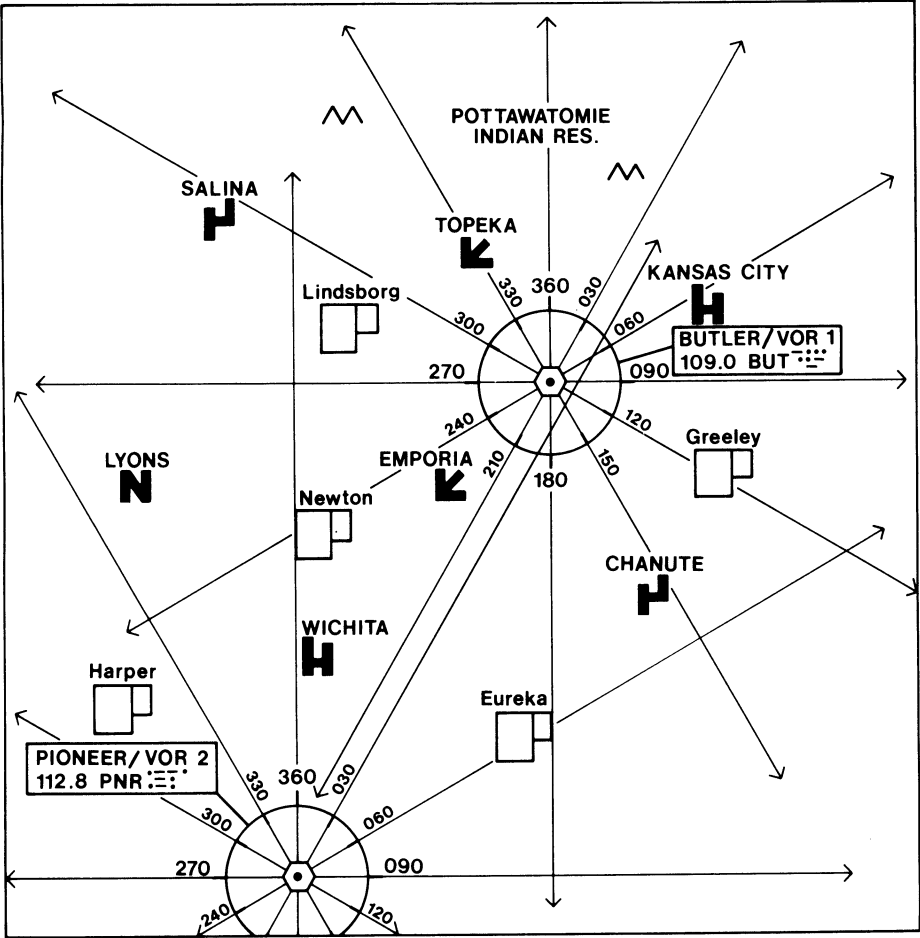 POTTAWATOMIE
INDIAN RES.
SALINA
TOPEKA
KANSAS CITY
Lindsborg
330
360
030
300
060
BUTLER/VOR 1
109.0 BUT
270
090
240
120
210
150
180
LYONS
EMPORIA
Greeley
Newton
CHANUTE
WICHITA
Harper
Eureka
PIONEER/VOR 2
112.8 PNR
330
360
030
300
060
270
090
240
120